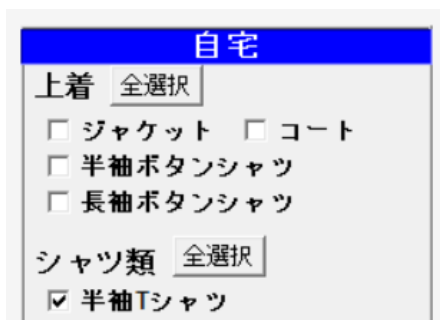 自宅
上着 全選択
ジャケット コート
半袖ボタンシャツ
長袖ボタンシャツ
シャツ類 全選択
半袖Tシャツ